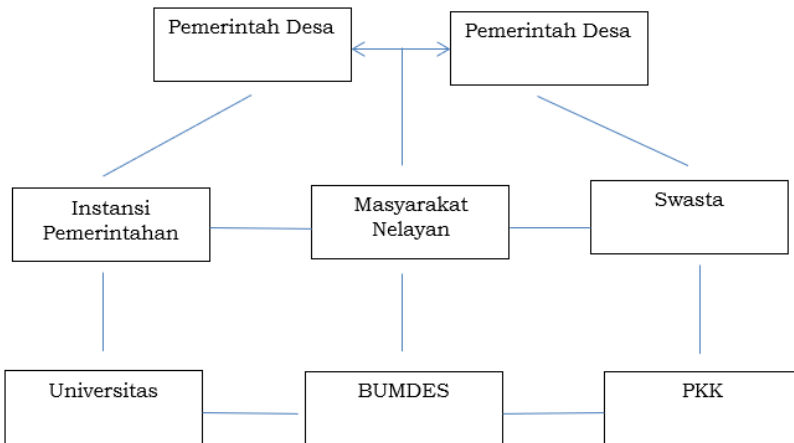 Pemerintah Desa
Pemerintah Desa
Instansi
Pemerintahan
Masyarakat
Nelayan
Swasta
Universitas
BUMDES
PKK